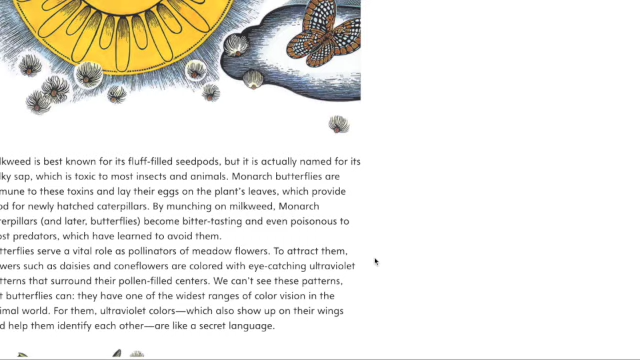 lkweed is best known for its fluff-filled seedpods, but it is actually named for its
lky sap, which is toxic to most insects and animals. Monarch butterflies are
mune to these toxins and lay their eggs on the plant's leaves, which provide
od for newly hatched caterpillars. By munching on milkweed, Monarch
terpillars (and later, butterflies) become bitter-tasting and even poisonous to
ost predators, which have learned to avoid them.
tterflies serve a vital role as pollinators of meadow flowers. To attract them,
wers such as daisies and coneflowers are colored with eye-catching ultraviolet
tterns that surround their pollen-filled centers. We can't see these patterns,
t butterflies can: they have one of the widest ranges of color vision in the
imal world. For them, ultraviolet colors—which also show up on their wings
d help them identify each other—are like a secret language.